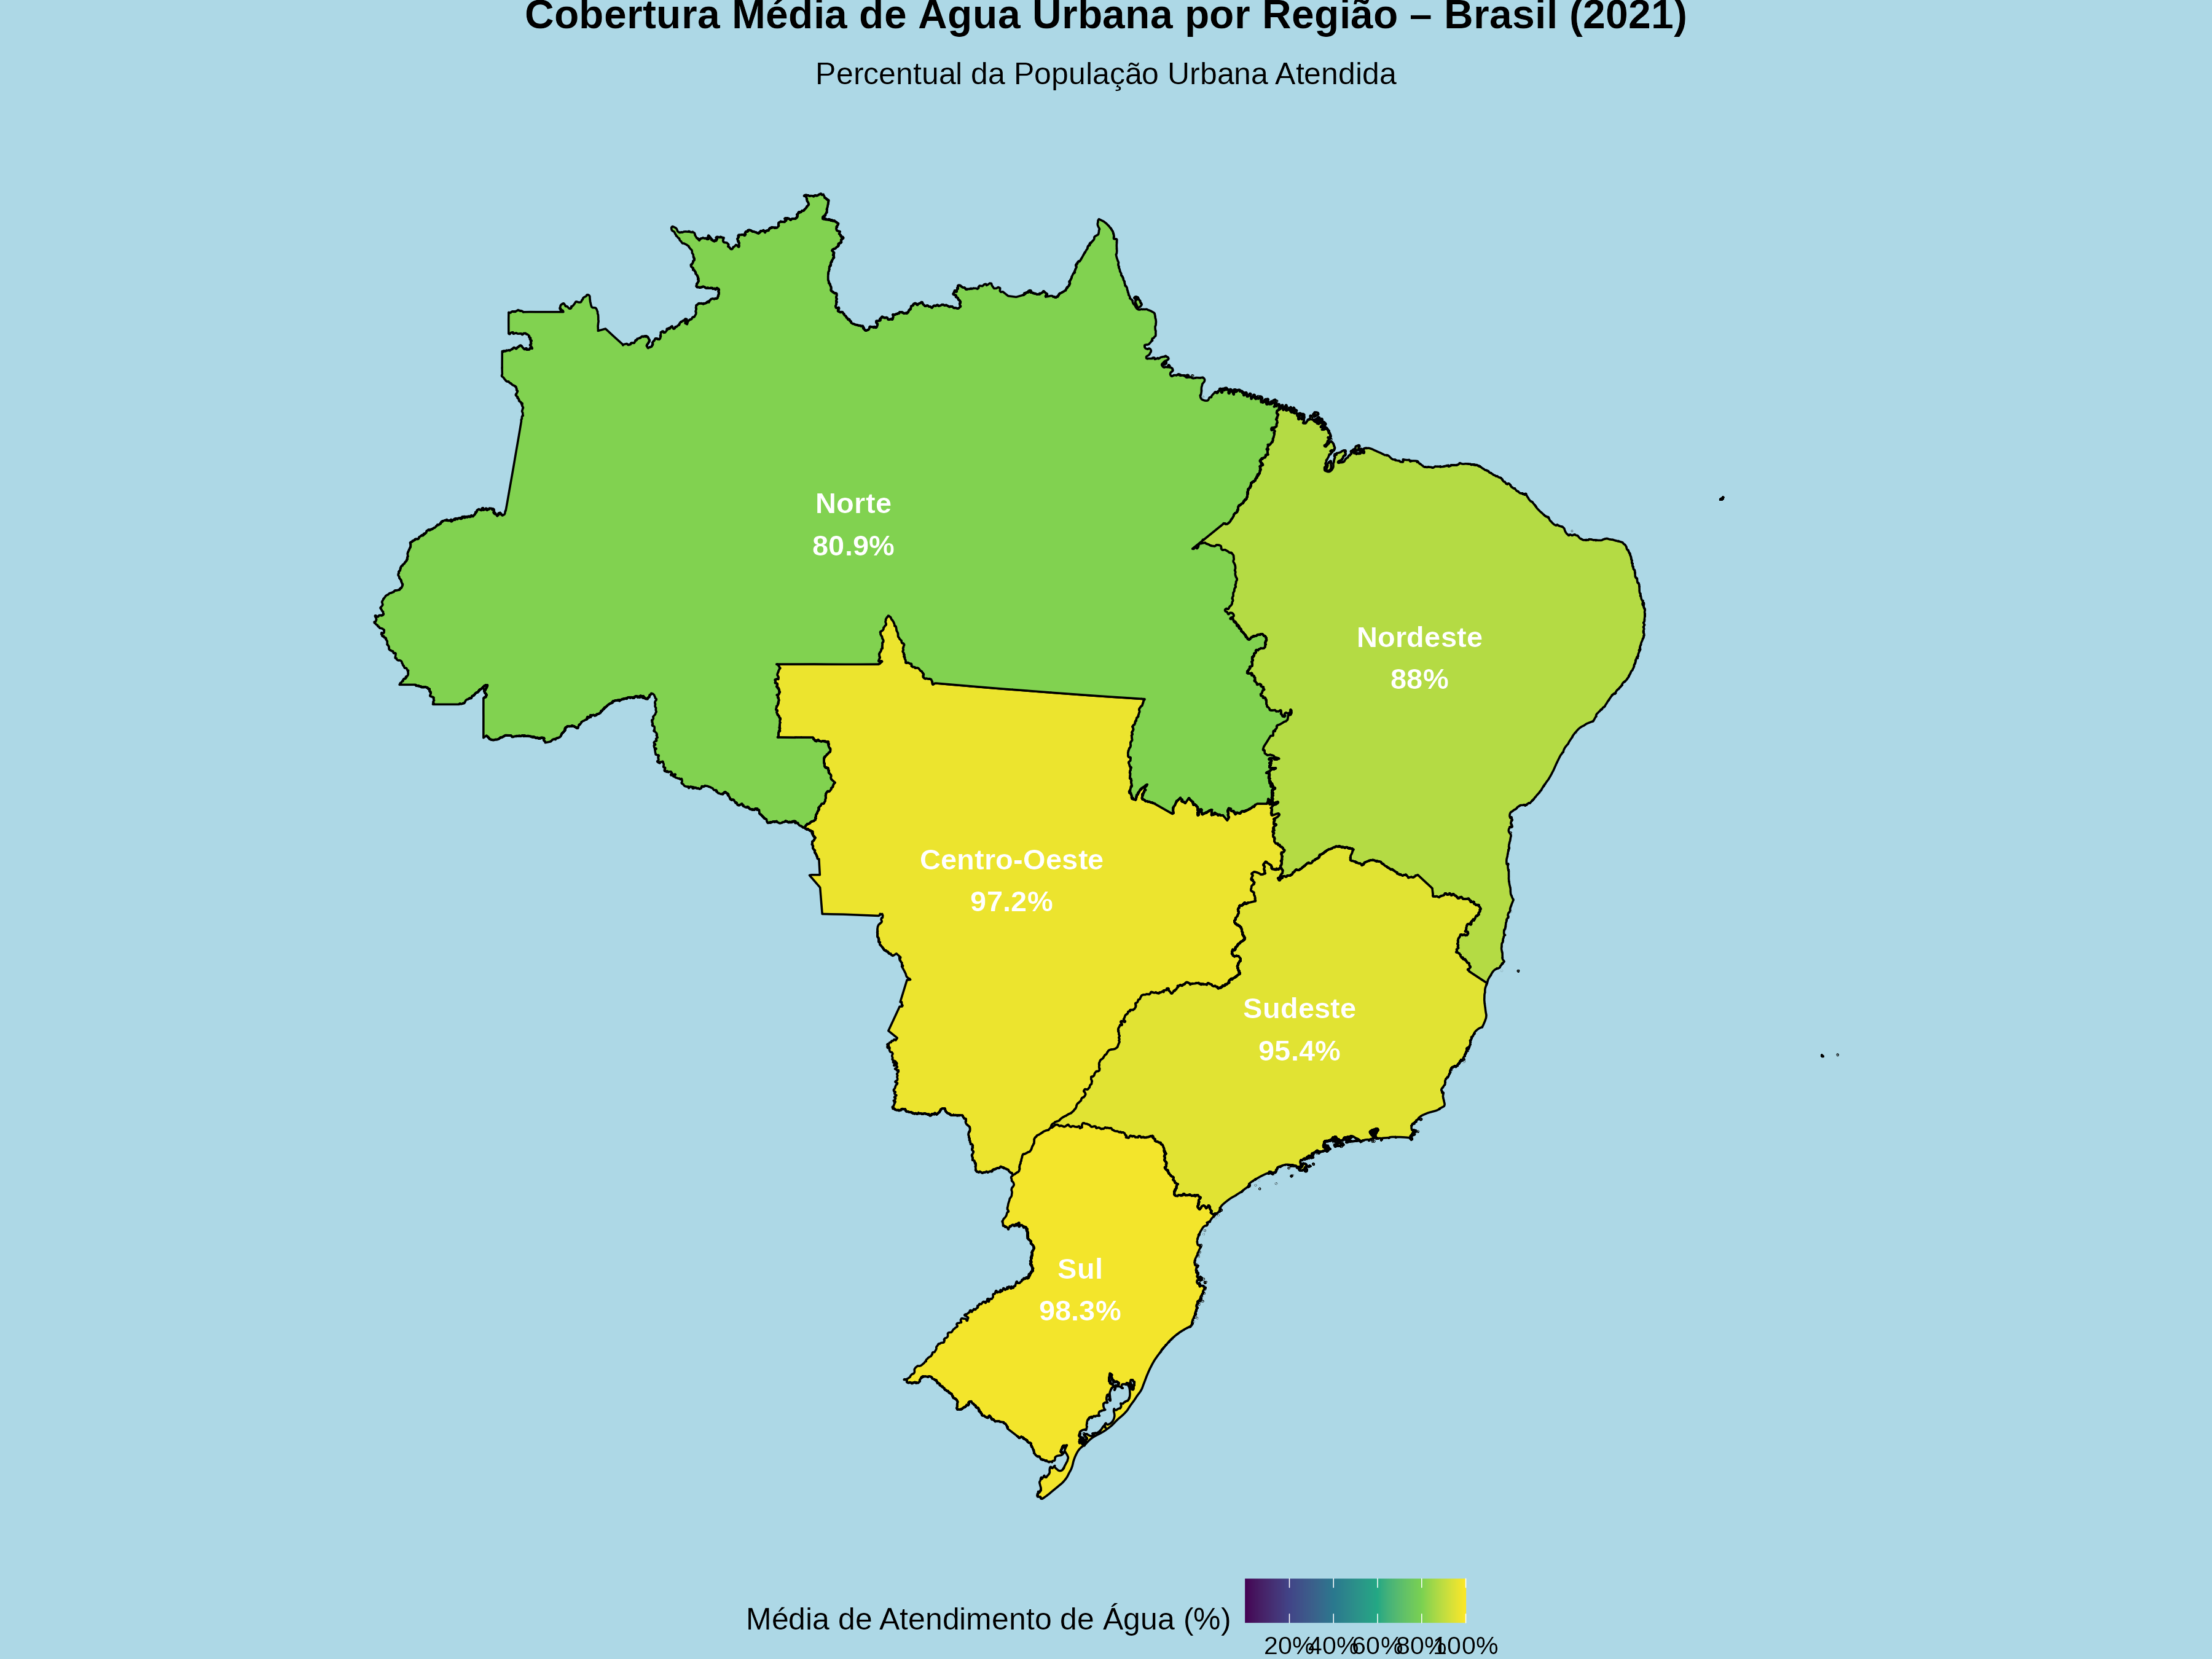 Cobertura Média de Água Urbana por Região – Brasil (2021)
Percentual da População Urbana Atendida
Norte
80.9%
Nordeste
88%
Centro-Oeste
97.2%
Sudeste
95.4%
Sul
98.3%
Média de Atendimento de Água (%)
20% 40% 60% 80% 100%